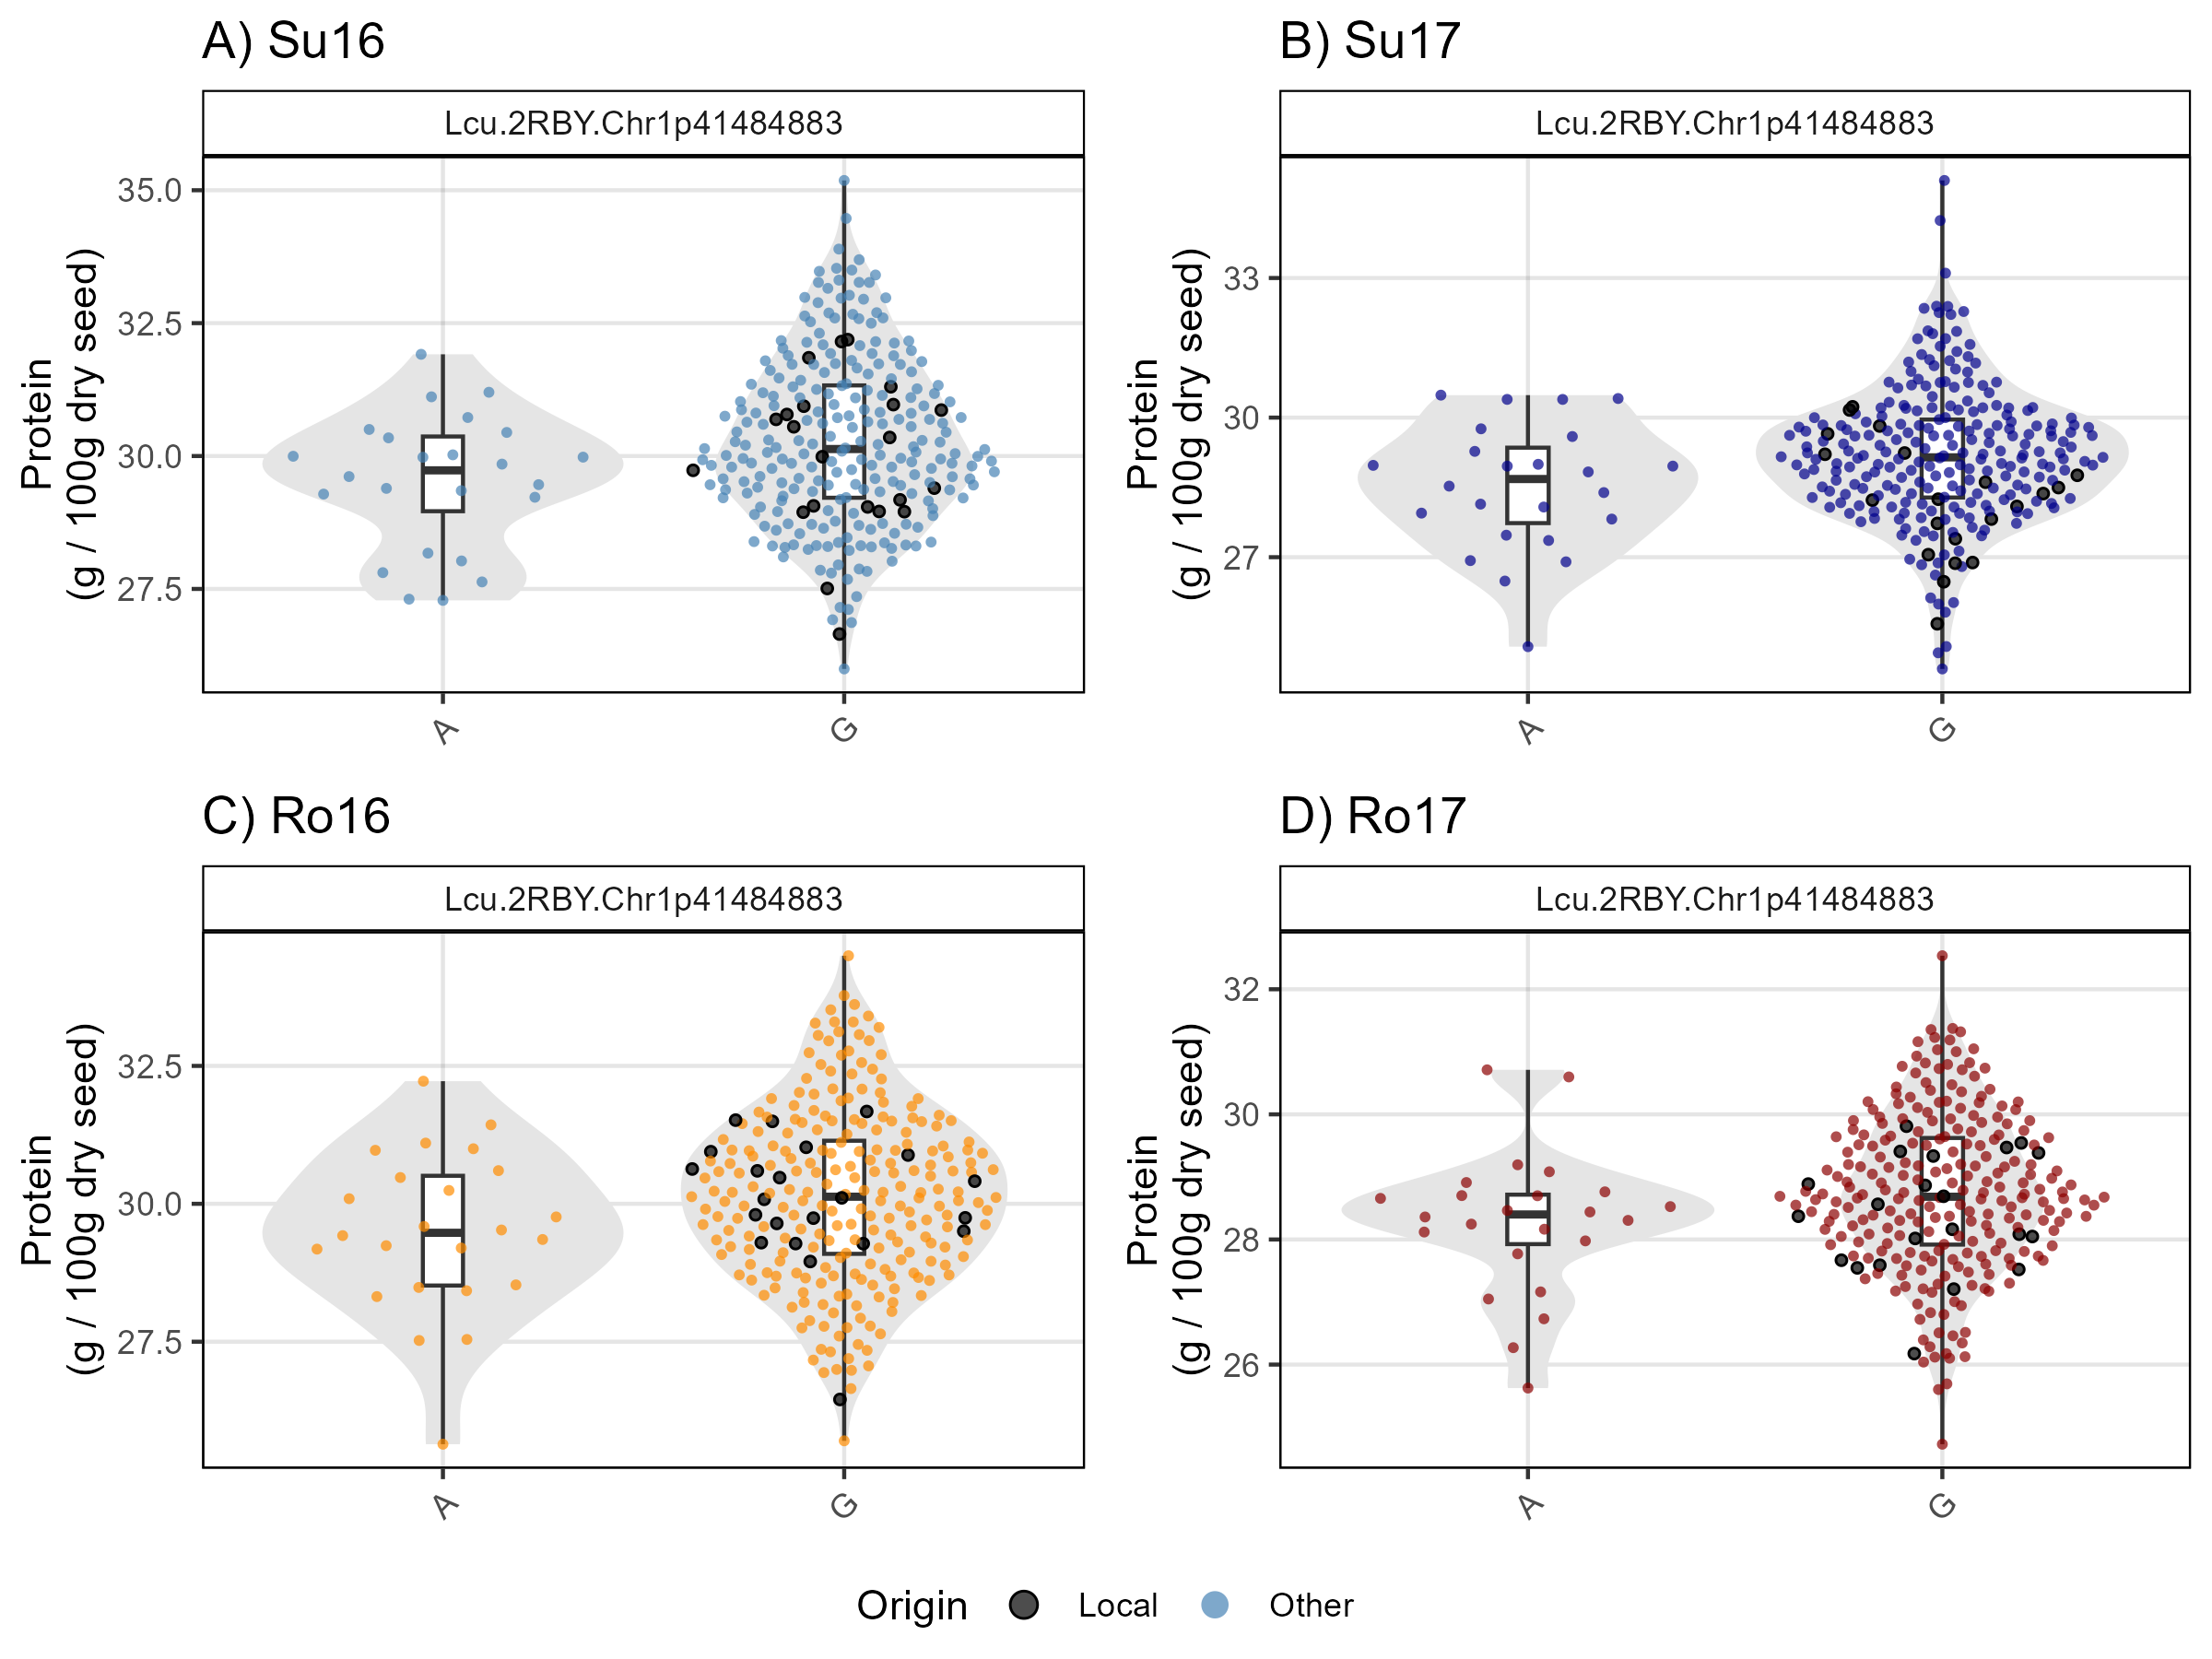 A) Su16
Lcu.2RBY.Chr1p41484883
Protein
(g / 100g dry seed)
35.0
32.5
30.0
27.5
A
G
B) Su17
Lcu.2RBY.Chr1p41484883
Protein
(g / 100g dry seed)
33
30
27
A
G
C) Ro16
Lcu.2RBY.Chr1p41484883
Protein
(g / 100g dry seed)
32.5
30.0
27.5
A
G
D) Ro17
Lcu.2RBY.Chr1p41484883
Protein
(g / 100g dry seed)
32
30
28
26
A
G
Origin Local Other